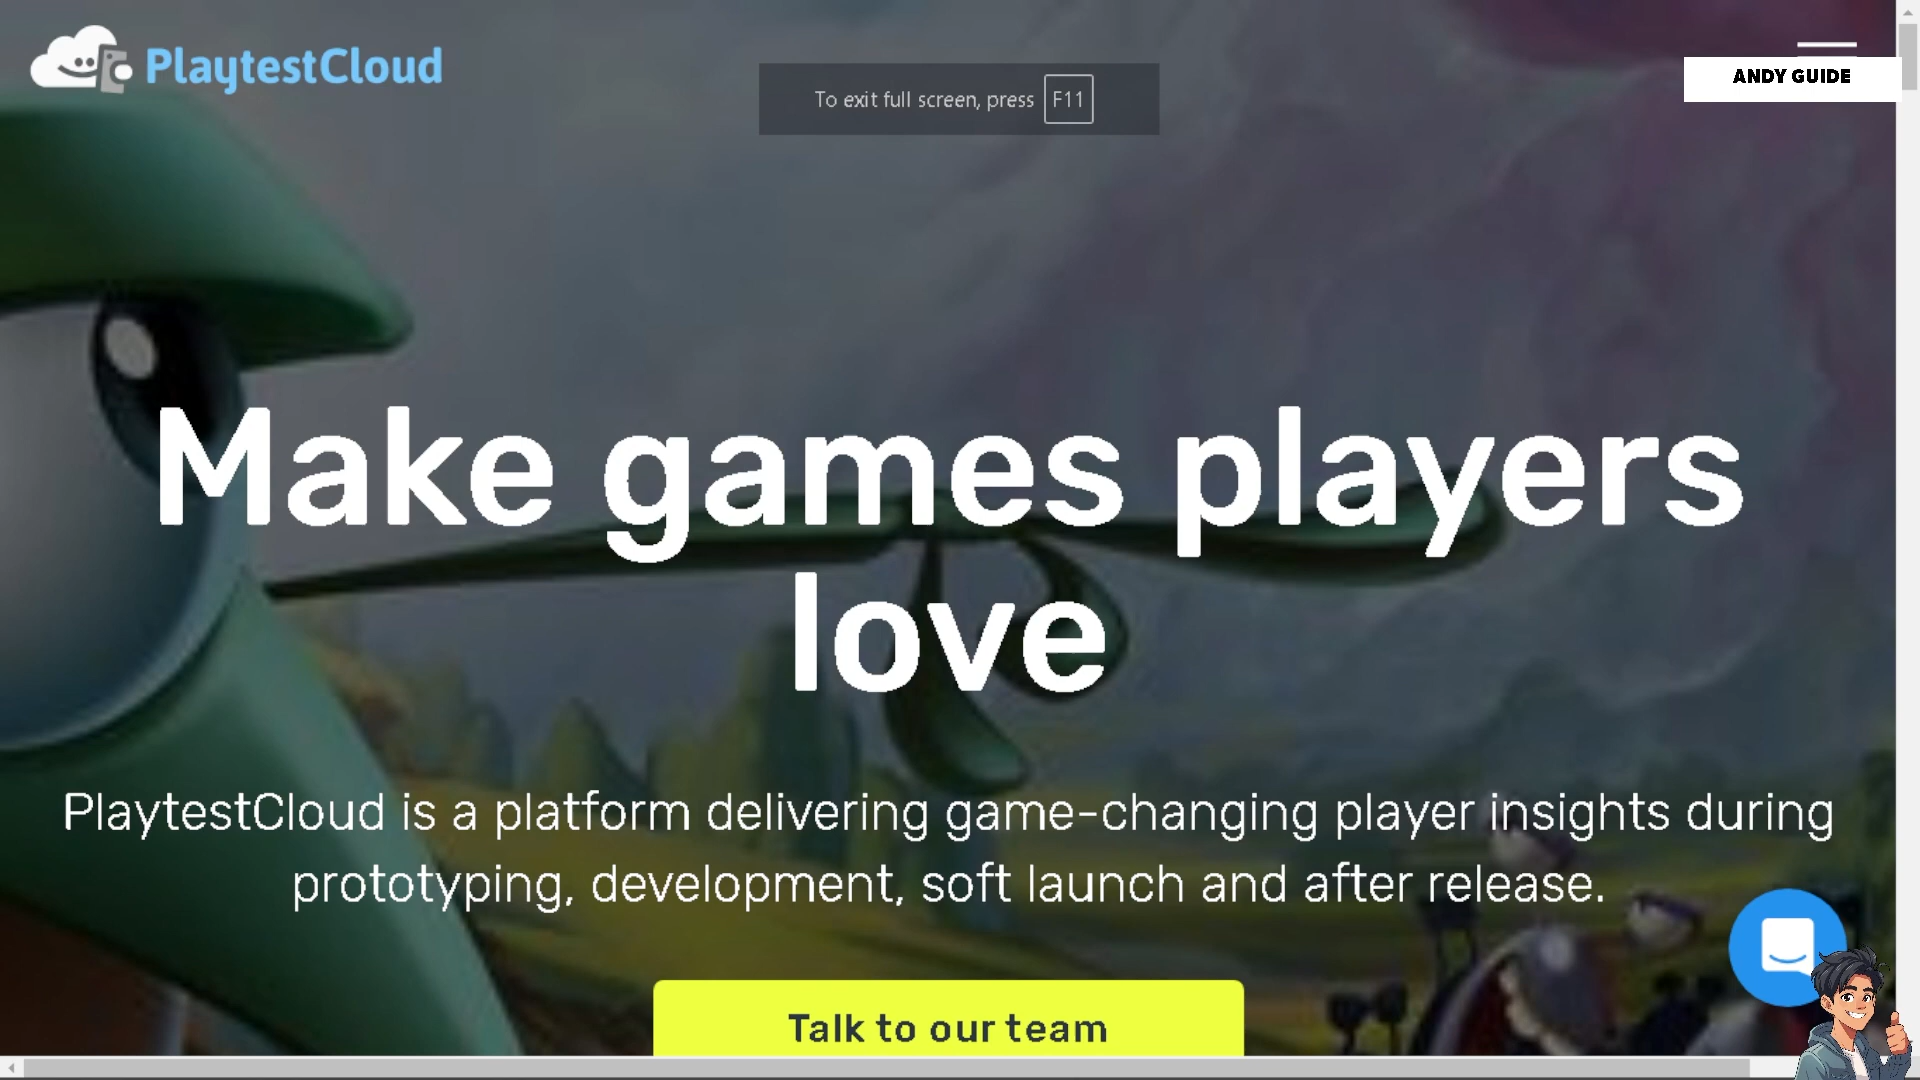 PlaytestCloud
To exit full screen, press F11
ANDY GUIDE
Make games players
love
PlaytestCloud is a platform delivering game-changing player insights during
prototyping, development, soft launch and after release.
Talk to our team